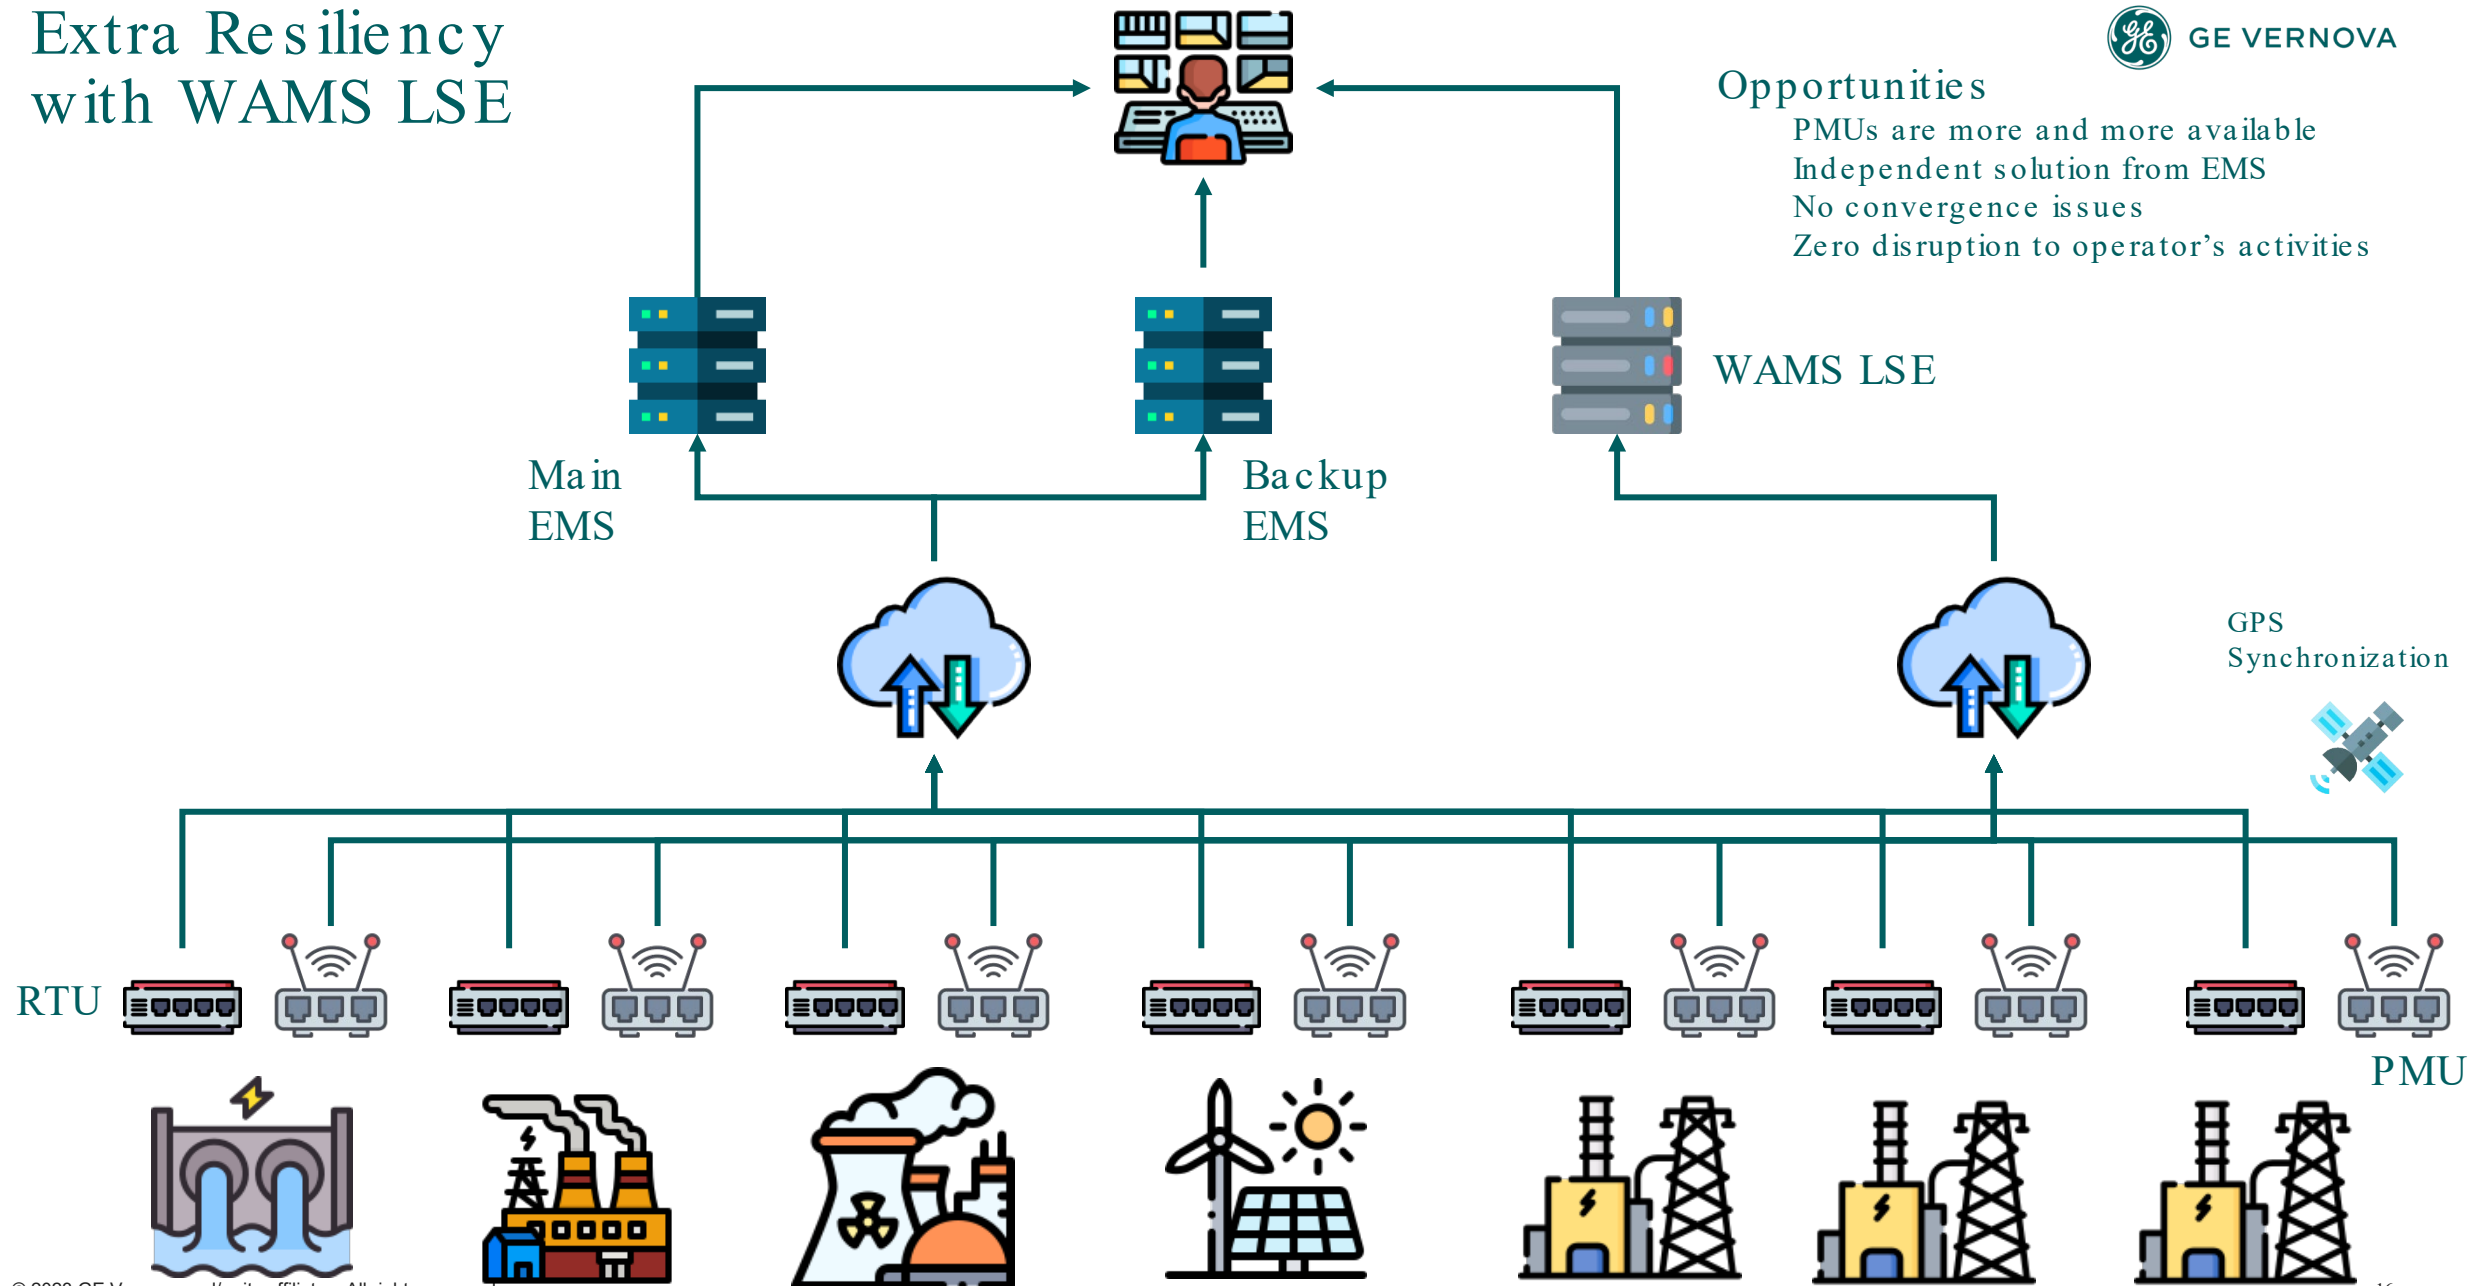 Extra Resiliency
with WAMS LSE
GE VERNOVA
Opportunities
PMUs are more and more available
Independent solution from EMS
No convergence issues
Zero disruption to operator’s activities
WAMS LSE
Main
EMS
Backup
EMS
GPS
Synchronization
RTU
PMU